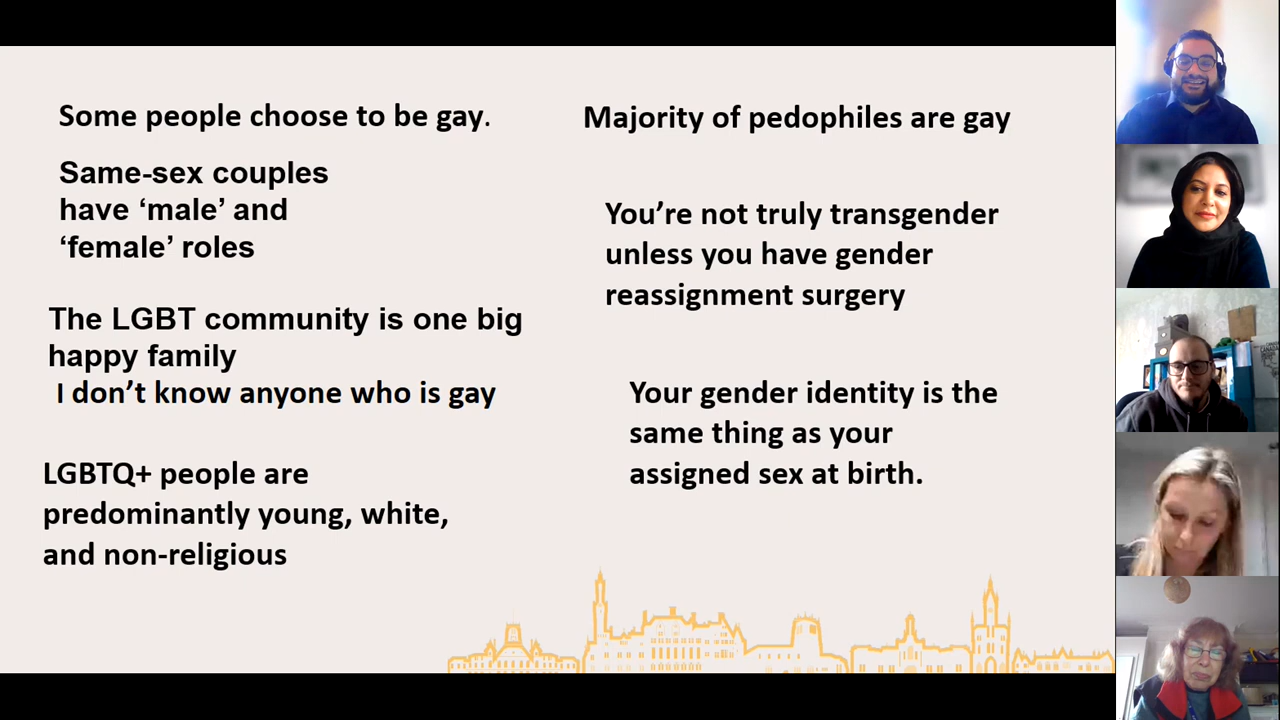 Some people choose to be gay.
Same-sex couples
have ‘male’ and
‘female’ roles
The LGBT community is one big
happy family
I don’t know anyone who is gay
LGBTQ+ people are
predominantly young, white,
and non-religious
Majority of pedophiles are gay
You’re not truly transgender
unless you have gender
reassignment surgery
Your gender identity is the
same thing as your
assigned sex at birth.